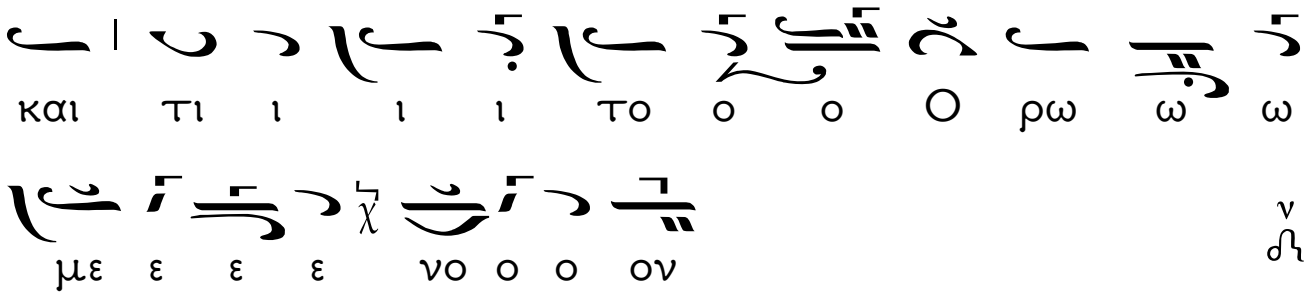 και τι ι ι ι το ο ο Ο ρω ω ω
με ε ε ε χ νο ο ο ον ν